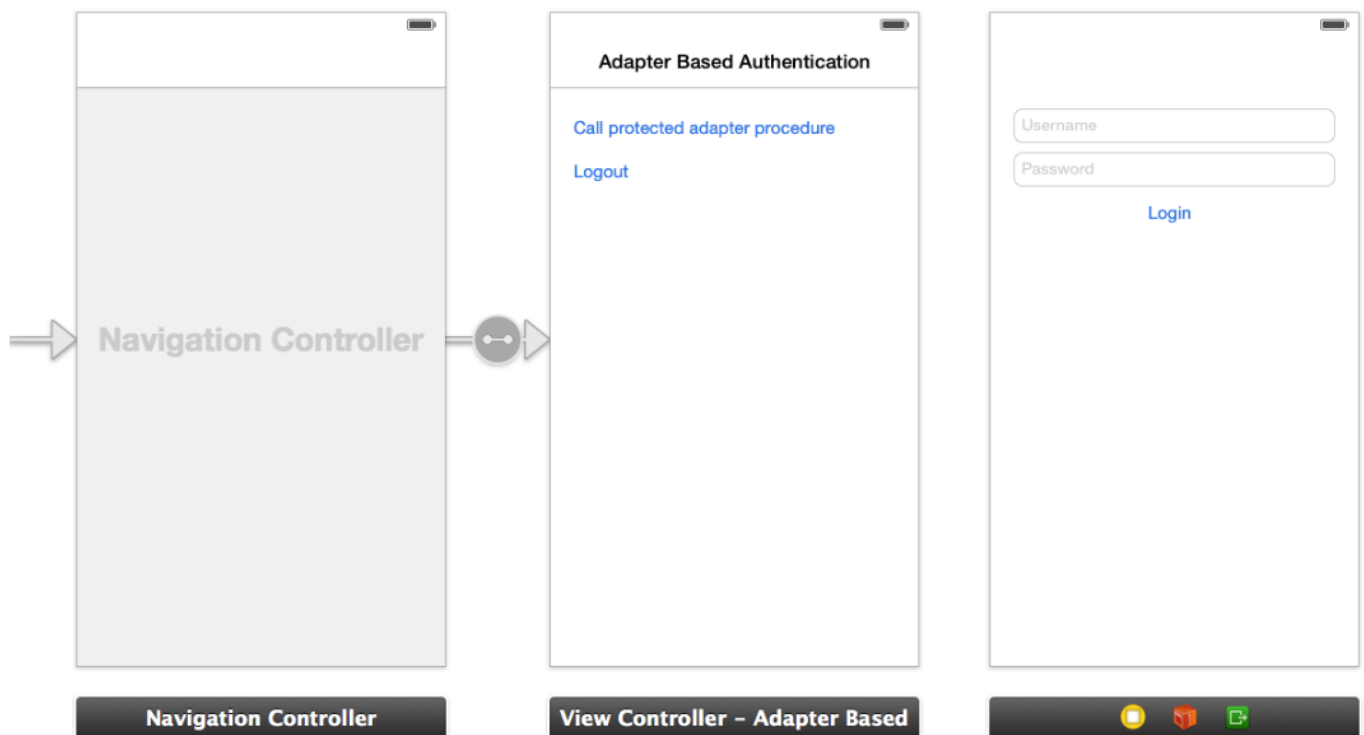 Adapter Based Authentication
Call protected adapter procedure
Logout
Username
Password
Login
Navigation Controller
Navigation Controller
View Controller – Adapter Based